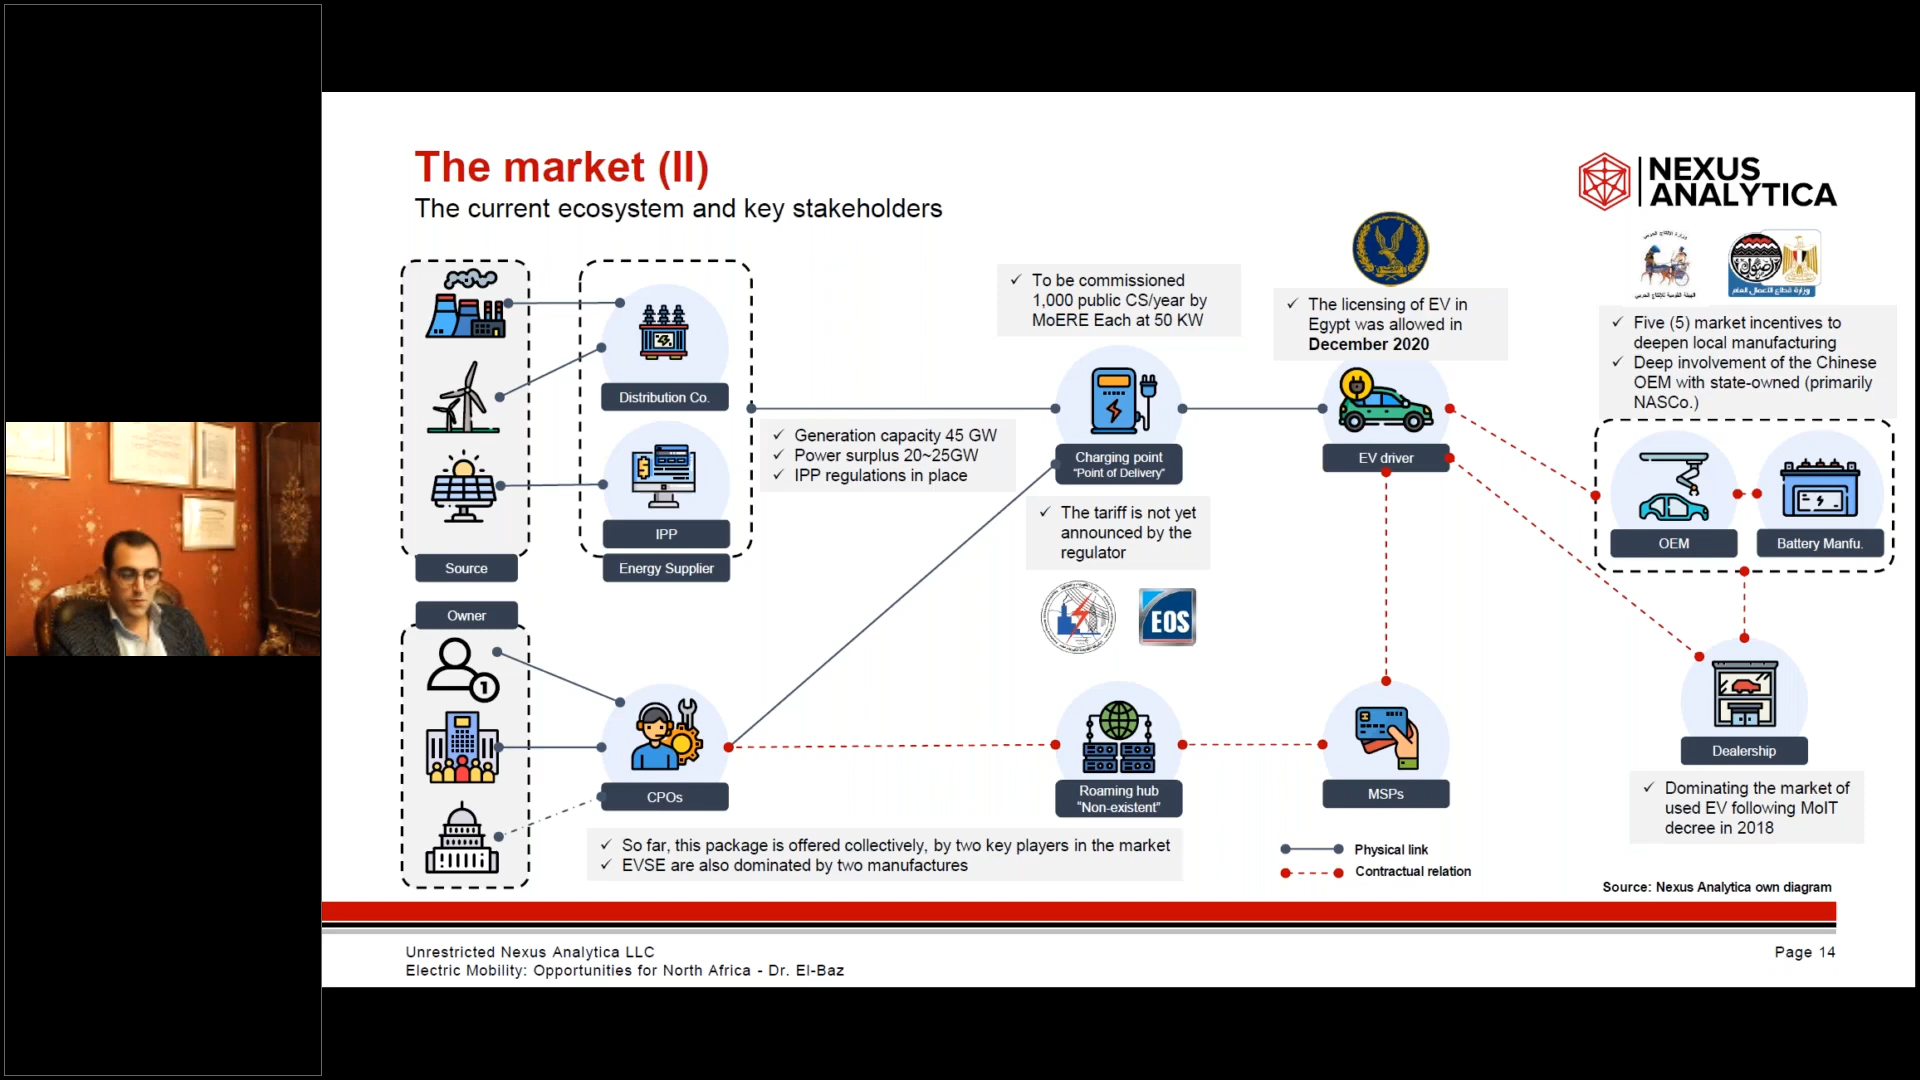 The market (II)
The current ecosystem and key stakeholders
NEXUS
ANALYTICA
وزارة قطاع الأعمال العام
✓ To be commissioned
1,000 public CS/year by
MoERE Each at 50 KW
✓ The licensing of EV in
Egypt was allowed in
December 2020
✓ Five (5) market incentives to
deepen local manufacturing
✓ Deep involvement of the Chinese
OEM with state-owned (primarily
NASCo.)
Distribution Co.
✓ Generation capacity 45 GW
✓ Power surplus 20~25GW
✓ IPP regulations in place
Charging point
"Point of Delivery"
EV driver
IPP
Source
Energy Supplier
✓ The tariff is not yet
announced by the
regulator
OEM
Battery Manfu.
EOS
Owner
1
CPOs
Roaming hub
"Non-existent"
MSPs
Dealership
✓ Dominating the market of
used EV following MoIT
decree in 2018
✓ So far, this package is offered collectively, by two key players in the market
✓ EVSE are also dominated by two manufactures
Physical link
Contractual relation
Source: Nexus Analytica own diagram
Unrestricted Nexus Analytica LLC
Electric Mobility: Opportunities for North Africa - Dr. El-Baz
Page 14